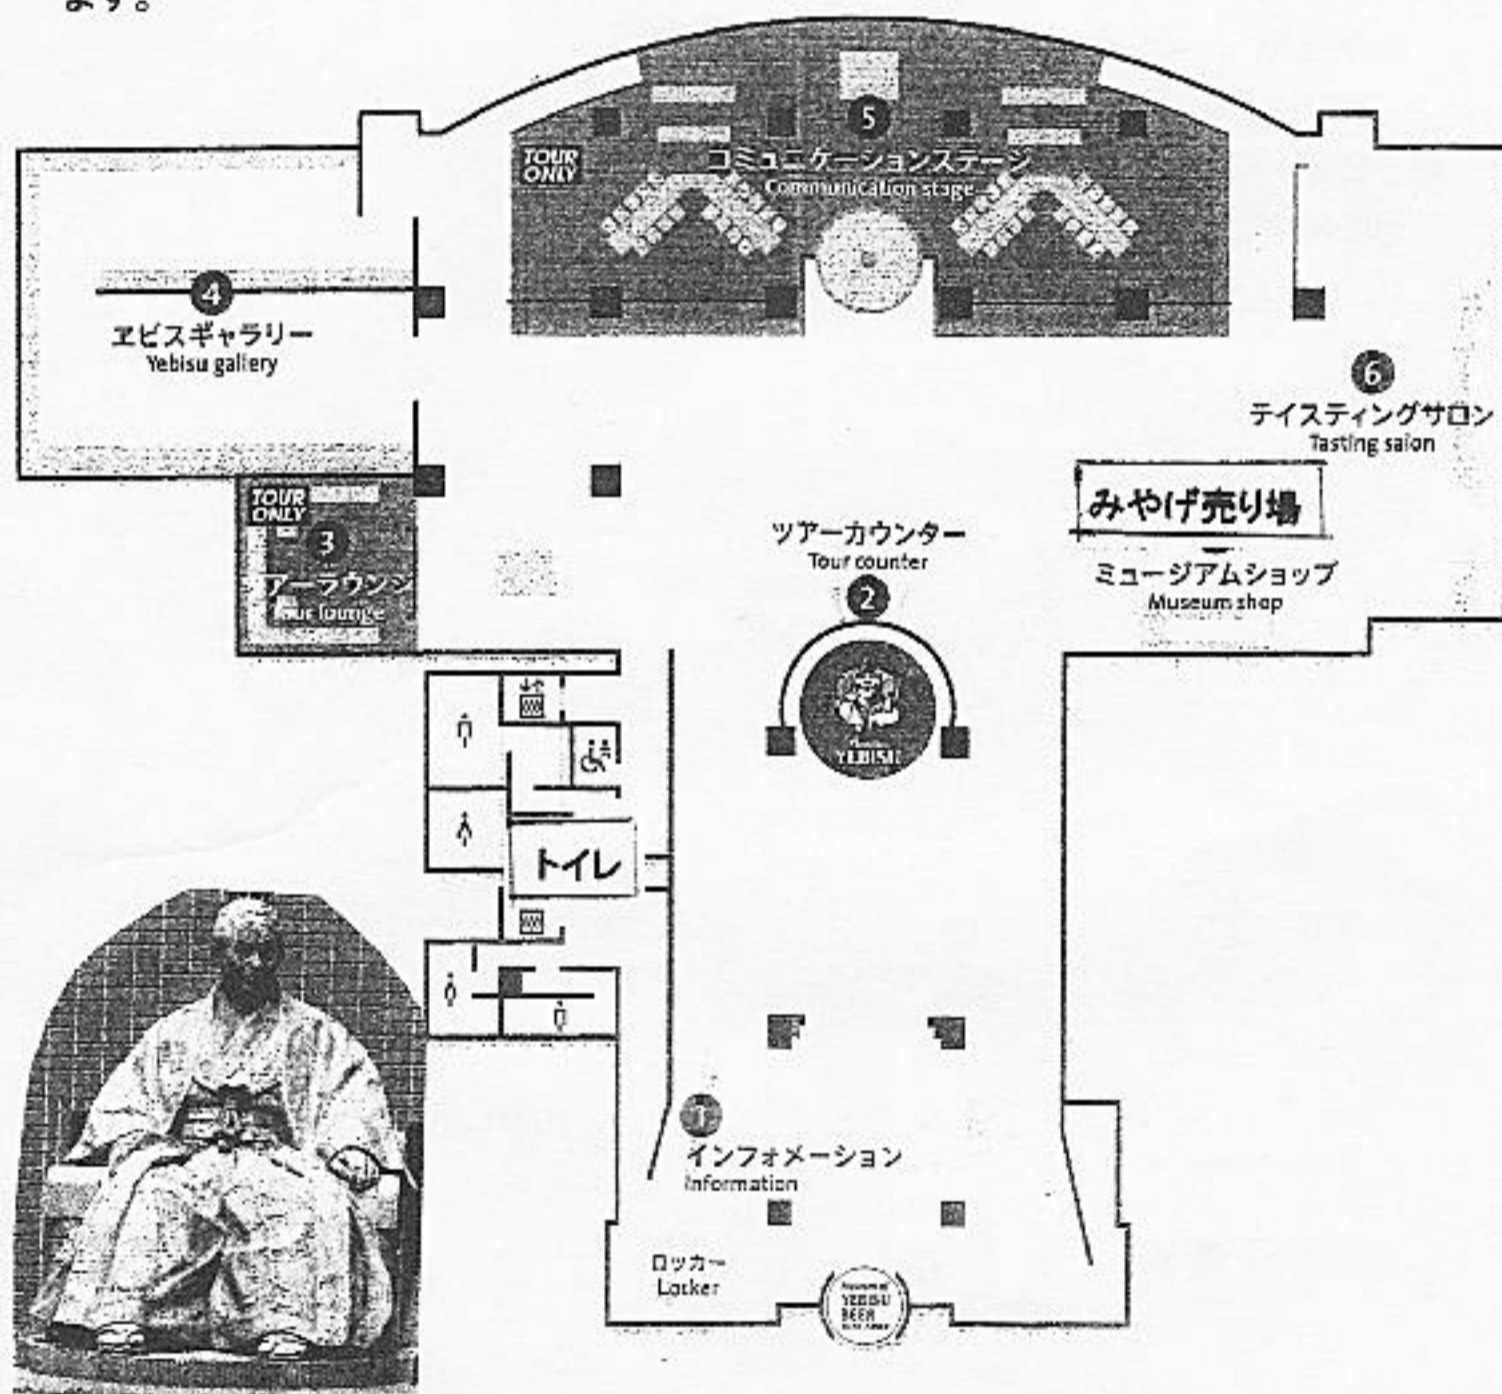 ます。
TOUR
ONLY
5
コミュニケーションステージ
Communication stage
4
ヱビスギャラリー
Yebisu gallery
6
テイスティングサロン
Tasting salon
みやげ売り場
ミュージアムショップ
Museum shop
TOUR
ONLY
3
アーラウンジ
Tour lounge
ツアーカウンター
Tour counter
2
YEBISU
トイレ
1
インフォメーション
Information
ロッカー
Locker
YEBISU
BEER